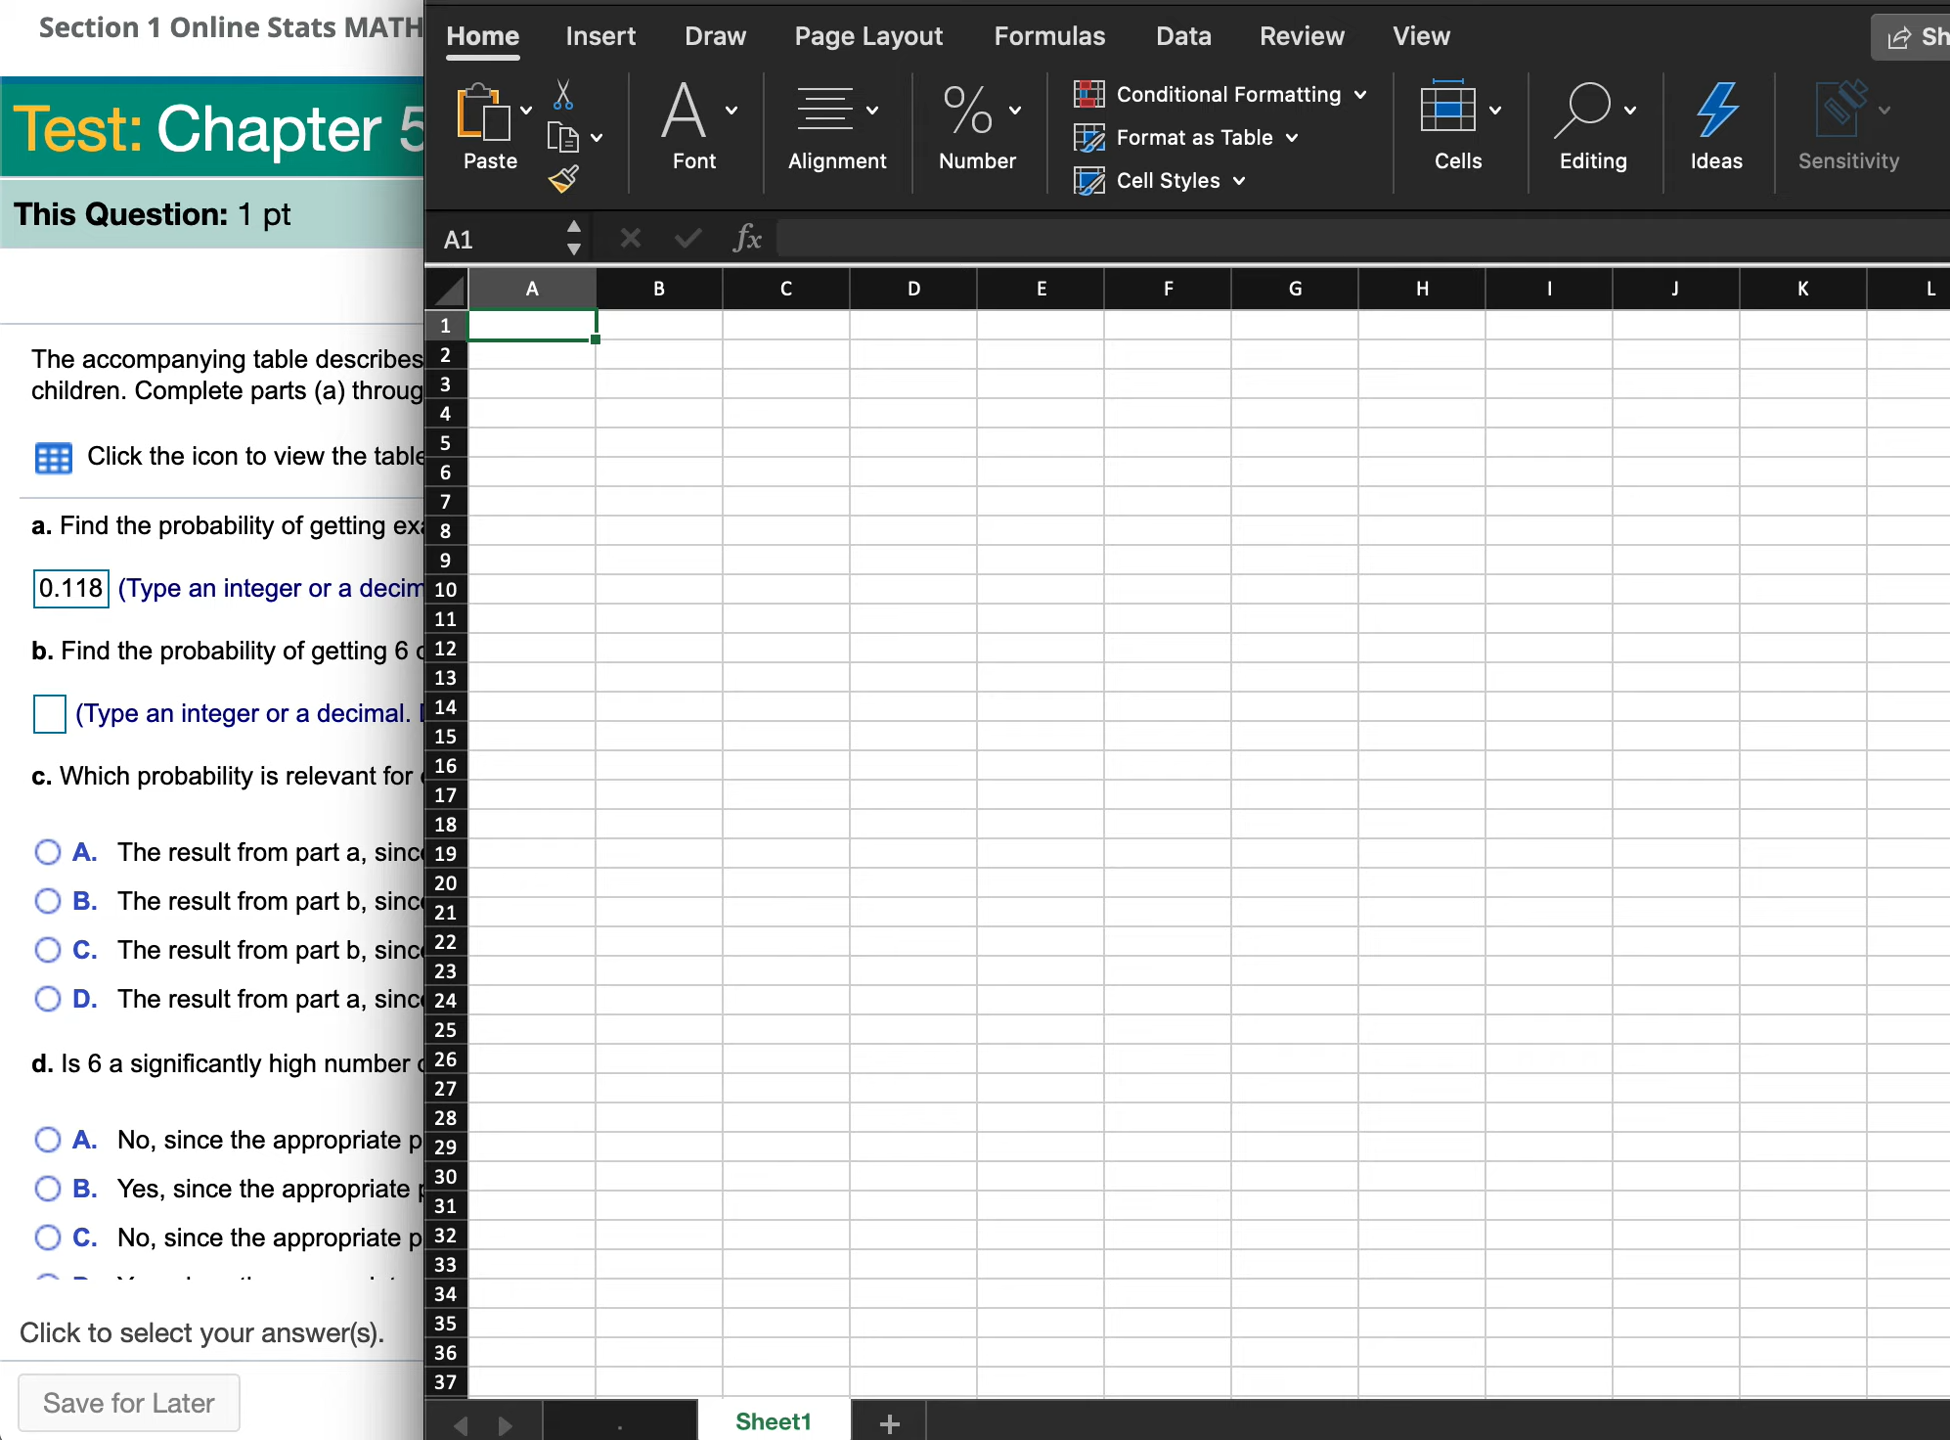 Section 1 Online Stats MATH
Test: Chapter 5
This Question: 1 pt
The accompanying table describes
children. Complete parts (a) throug
Click the icon to view the table
a. Find the probability of getting exa
0.118 (Type an integer or a decim
b. Find the probability of getting 6 o
(Type an integer or a decimal.
c. Which probability is relevant for
A. The result from part a, since
B. The result from part b, since
C. The result from part b, since
D. The result from part a, since
d. Is 6 a significantly high number
A. No, since the appropriate p
B. Yes, since the appropriate p
C. No, since the appropriate p
Click to select your answer(s).
Save for Later
Home Insert Draw Page Layout Formulas Data Review View Sh
Paste
Font
Alignment
% Number
Conditional Formatting
Format as Table
Cell Styles
Cells
Editing
Ideas
Sensitivity
A1 fx
A B C D E F G H I J K L
1
2
3
4
5
6
7
8
9
10
11
12
13
14
15
16
17
18
19
20
21
22
23
24
25
26
27
28
29
30
31
32
33
34
35
36
37
. Sheet1 +